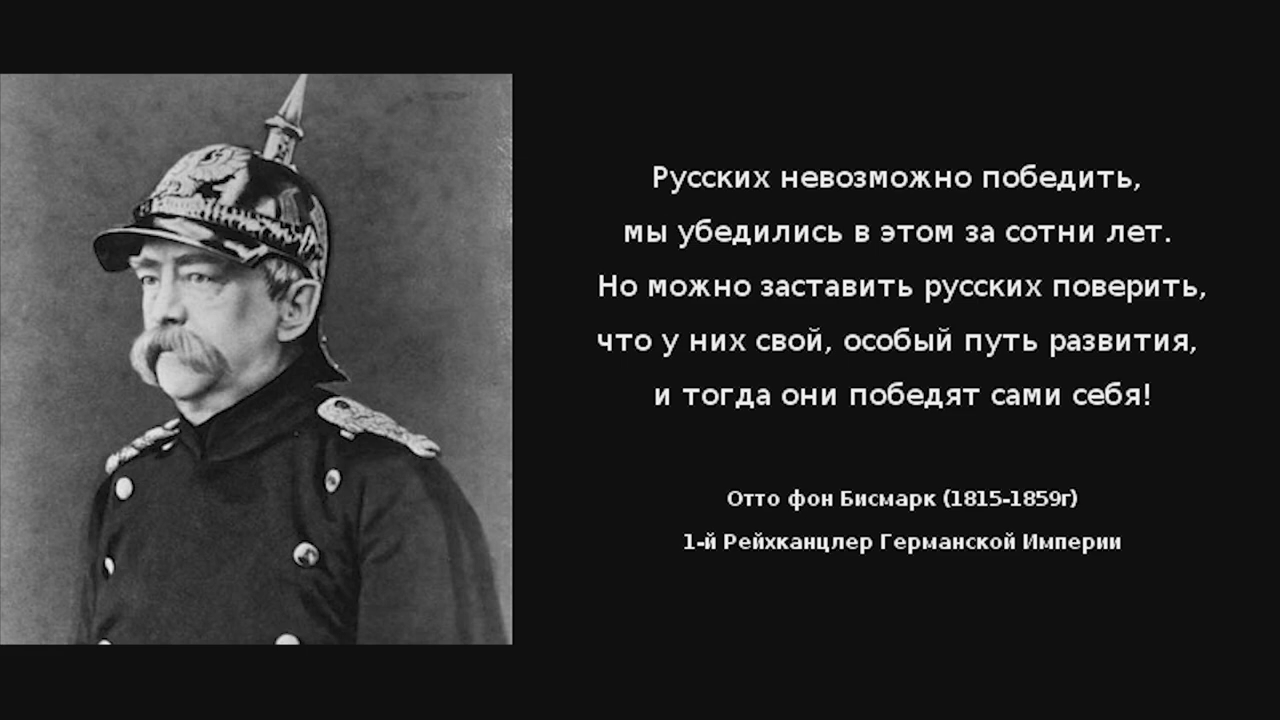 Русских невозможно победить,
мы убедились в этом за сотни лет.
Но можно заставить русских поверить,
что у них свой, особый путь развития,
и тогда они победят сами себя!
Отто фон Бисмарк (1815-1859г)
1-й Рейхканцлер Германской Империи